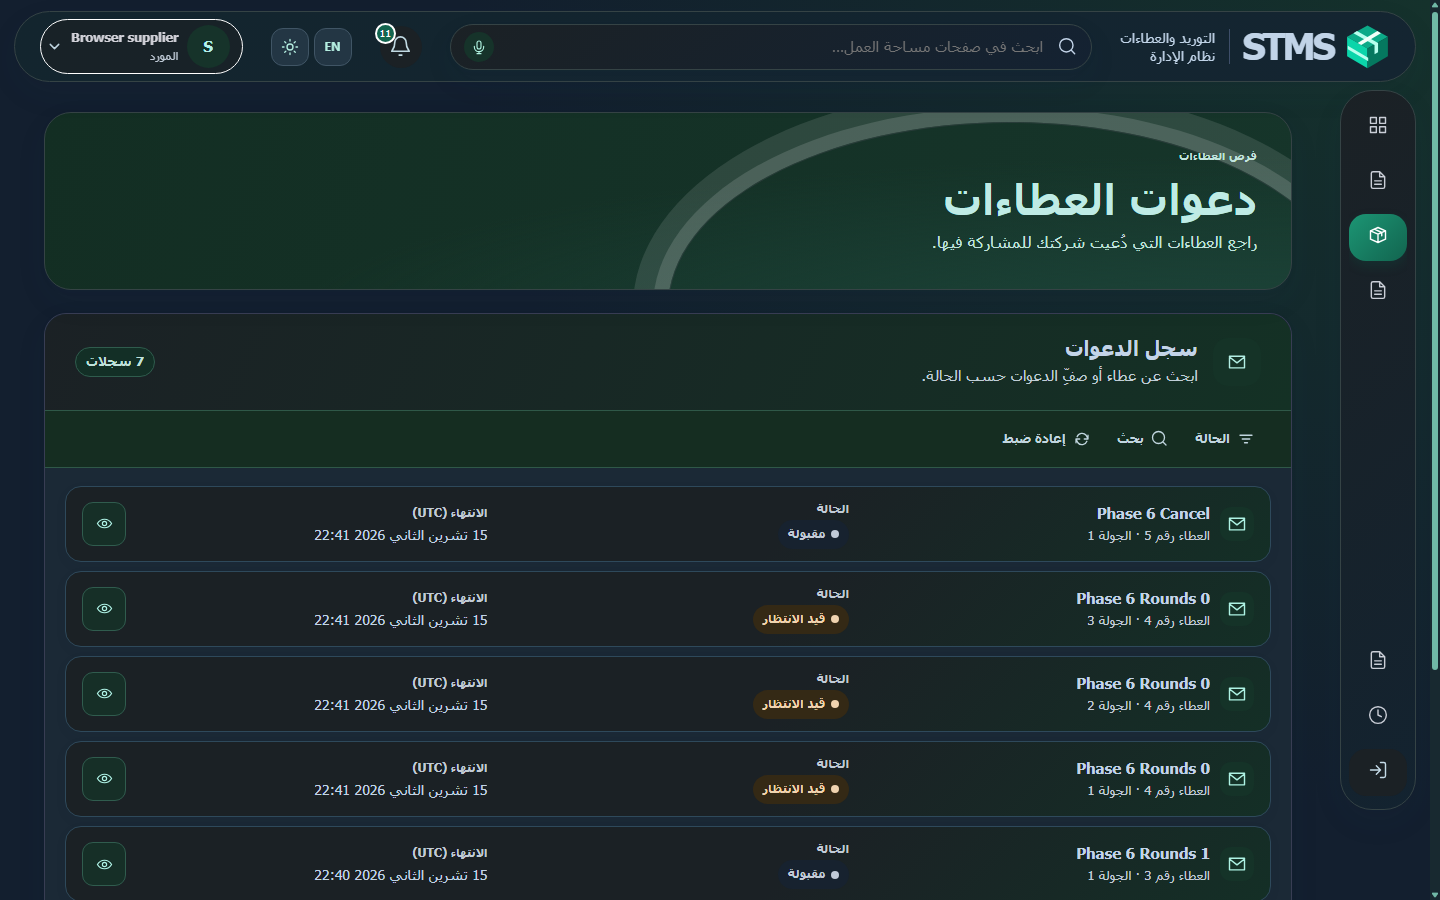 STMS
التوريد والعطاءات
نظام الإدارة
ابحث في صفحات مساحة العمل...
11
EN
S
Browser supplier
المورد
فرص العطاءات
دعوات العطاءات
راجع العطاءات التي دُعيت شركتك للمشاركة فيها.
سجل الدعوات
ابحث عن عطاء أو صفِّ الدعوات حسب الحالة.
7 سجلات
الحالة
بحث
إعادة ضبط
Phase 6 Cancel
العطاء رقم 5 · الجولة 1
الحالة
مقبولة
الانتهاء (UTC)
15 تشرين الثاني 2026 22:41
Phase 6 Rounds 0
العطاء رقم 4 · الجولة 3
الحالة
قيد الانتظار
الانتهاء (UTC)
15 تشرين الثاني 2026 22:41
Phase 6 Rounds 0
العطاء رقم 4 · الجولة 2
الحالة
قيد الانتظار
الانتهاء (UTC)
15 تشرين الثاني 2026 22:41
Phase 6 Rounds 0
العطاء رقم 4 · الجولة 1
الحالة
قيد الانتظار
الانتهاء (UTC)
15 تشرين الثاني 2026 22:41
Phase 6 Rounds 1
العطاء رقم 3 · الجولة 1
الحالة
مقبولة
الانتهاء (UTC)
15 تشرين الثاني 2026 22:40